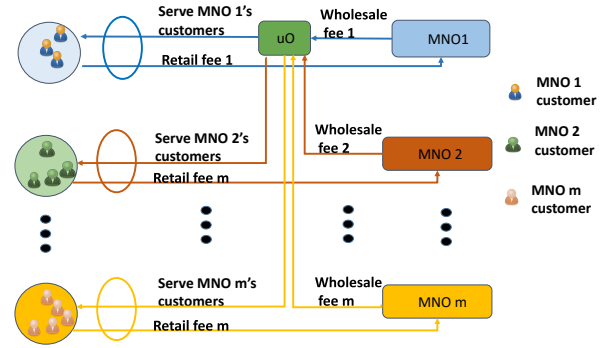 Serve MNO 1's
customers
Wholesale
fee 1
uO
MNO1
Retail fee 1
MNO 1
customer
Serve MNO 2's
customers
Wholesale
fee 2
MNO 2
MNO 2
customer
Retail fee m
MNO m
customer
Serve MNO m's
customers
Wholesale
fee m
MNO m
Retail fee m